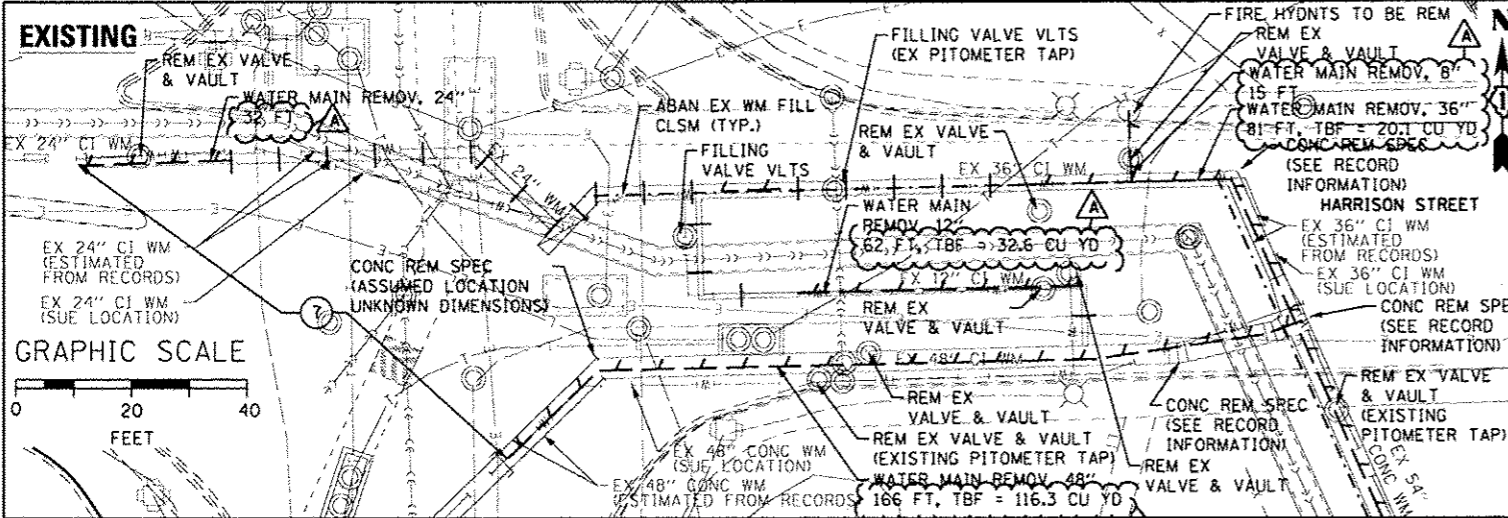 EXISTING
REM EX VALVE
& VAULT
WATER MAIN REMOV, 24"
32 FT
A
EX 24" CI WM
EX 24" WM
ABAN EX WM FILL
CLSM (TYP.)
FILLING
VALVE VLTS
FILLING VALVE VLTS
(EX PITOMETER TAP)
REM EX VALVE
& VAULT
EX 36" CI WM
FIRE HYDNTS TO BE REM
REM EX
VALVE & VAULT
A
WATER MAIN REMOV, 8"
15 FT
WATER MAIN REMOV, 36"
81 FT, TBF = 20.1 CU YD
CONC REM SPEC
(SEE RECORD
INFORMATION)
HARRISON STREET
N
EX 36" CI WM
(ESTIMATED
FROM RECORDS)
EX 36" CI WM
(SUE LOCATION)
CONC REM SPE
(SEE RECORD
INFORMATION)
WATER MAIN
REMOV, 12"
62 FT, TBF = 32.6 CU YD
A
EX 12" CI WM
REM EX
VALVE & VAULT
EX 24" CI WM
(ESTIMATED
FROM RECORDS)
EX 24" CI WM
(SUE LOCATION)
7
CONC REM SPEC
(ASSUMED LOCATION
UNKNOWN DIMENSIONS)
GRAPHIC SCALE
0 20 40
FEET
EX 48" CI WM
REM EX
VALVE & VAULT
REM EX VALVE & VAULT
(EXISTING PITOMETER TAP)
WATER MAIN REMOV, 48"
166 FT, TBF = 116.3 CU YD
EX 48" CONC WM
(SUE LOCATION)
EX 48" CONC WM
(ESTIMATED FROM RECORDS
CONC REM SPEC
(SEE RECORD
INFORMATION)
REM EX
VALVE & VAULT
REM EX VALVE
& VAULT
(EXISTING
PITOMETER TAP)
EX 54"
CONC WM